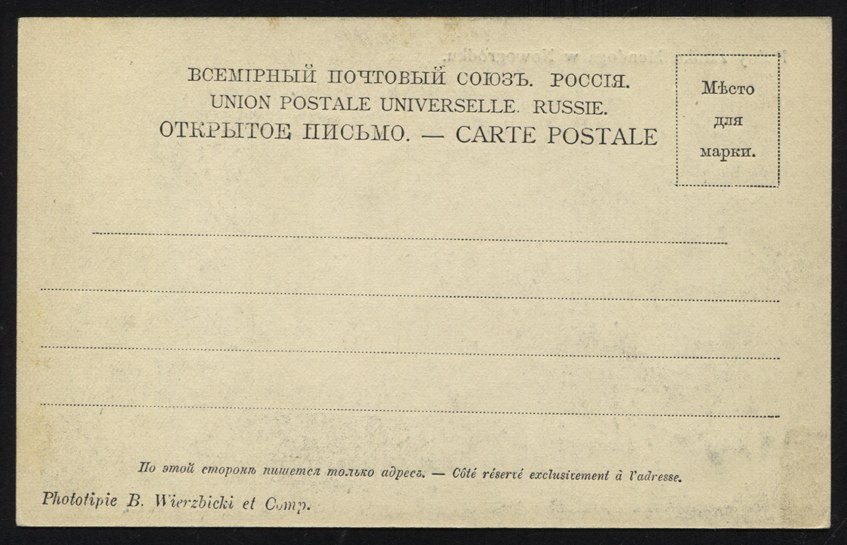 ВСЕМІРНЫЙ ПОЧТОВЫЙ СОЮЗЪ. РОССІЯ.
UNION POSTALE UNIVERSELLE. RUSSIE.
ОТКРЫТОЕ ПИСЬМО. — CARTE POSTALE
Мѣсто
для
марки.
По этой сторонѣ пишется только адресъ. — Côté réservé exclusivement à l'adresse.
Phototipie B. Wierzbicki et Comp.